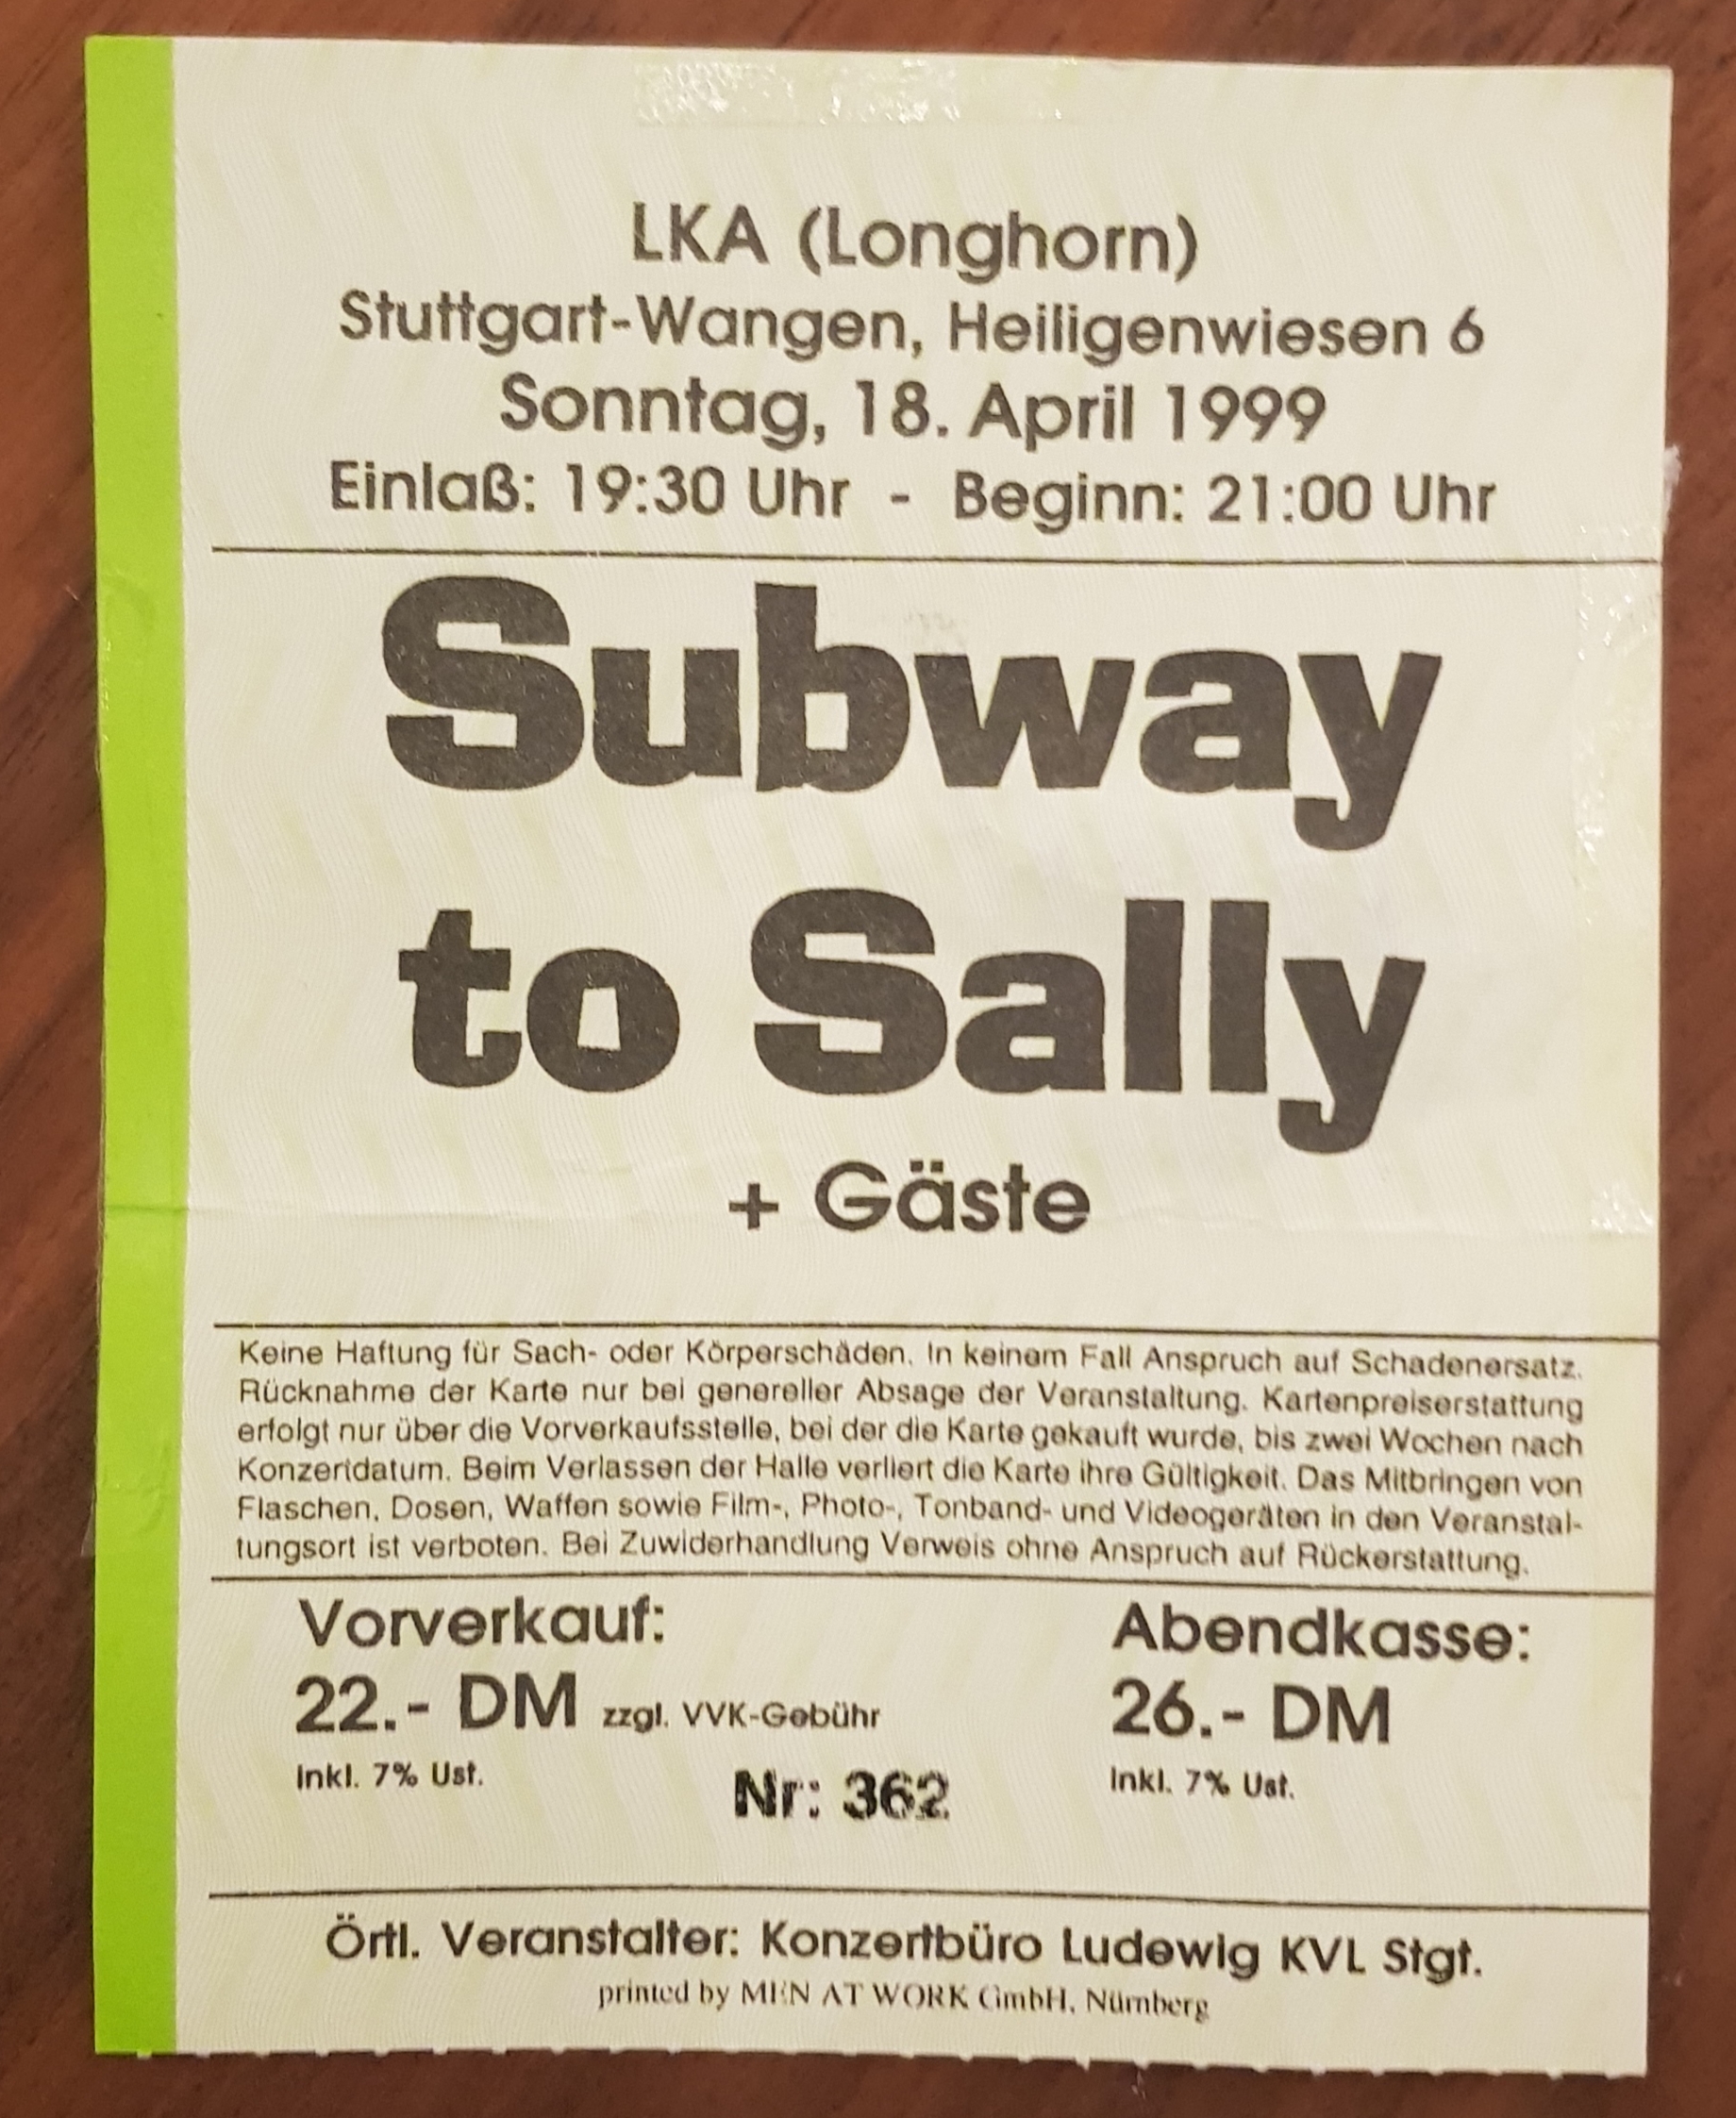 LKA (Longhorn)
Stuttgart-Wangen, Heiligenwiesen 6
Sonntag, 18. April 1999
Einlaß: 19:30 Uhr - Beginn: 21:00 Uhr
Subway
to Sally
+ Gäste
Keine Haftung für Sach- oder Körperschäden. In keinem Fall Anspruch auf Schadenersatz.
Rücknahme der Karte nur bei genereller Absage der Veranstaltung. Kartenpreiserstattung
erfolgt nur über die Vorverkaufsstelle, bei der die Karte gekauft wurde, bis zwei Wochen nach
Konzertdatum. Beim Verlassen der Halle verliert die Karte ihre Gültigkeit. Das Mitbringen von
Flaschen, Dosen, Waffen sowie Film-, Photo-, Tonband- und Videogeräten in den Veranstal-
tungsort ist verboten. Bei Zuwiderhandlung Verweis ohne Anspruch auf Rückerstattung.
Vorverkauf: Abendkasse:
22.- DM zzgl. VVK-Gebühr 26.- DM
inkl. 7% Ust. inkl. 7% Ust.
Nr: 362
Örtl. Veranstalter: Konzertbüro Ludewig KVL Stgt.
printed by MEN AT WORK GmbH, Nürnberg